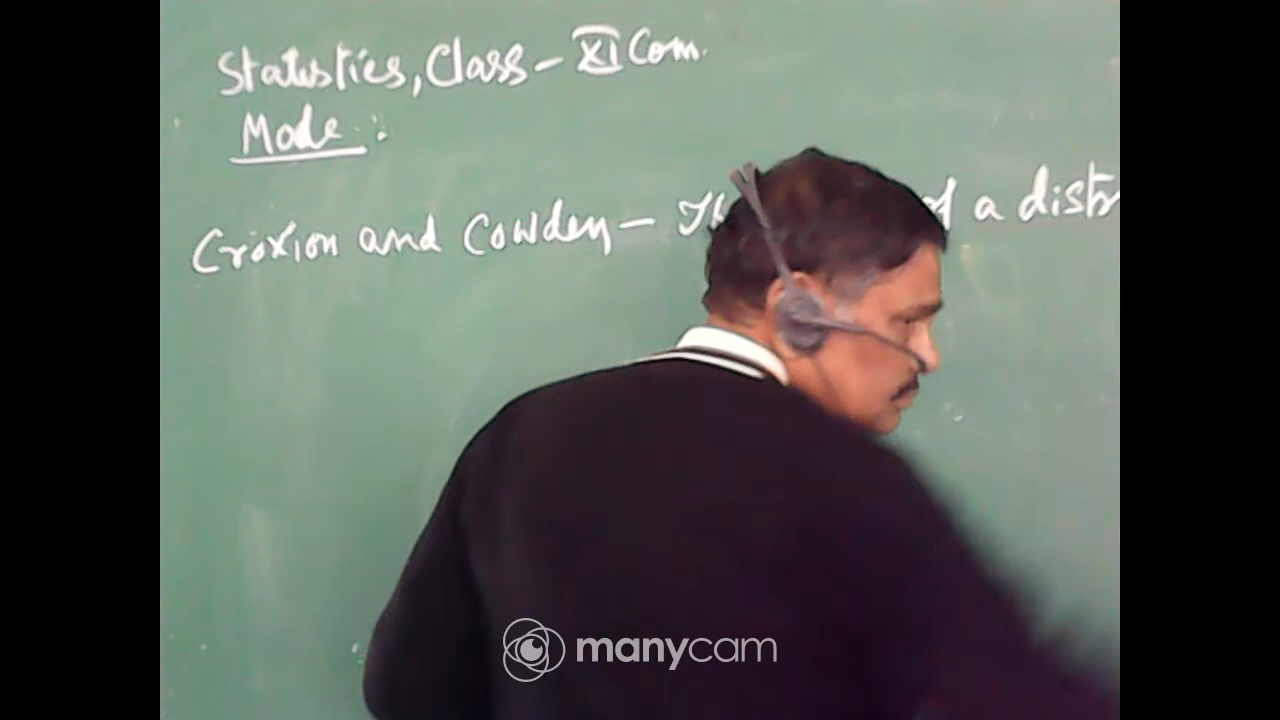 Statistics, Class - XI Com.
Mode :
Croxion and Cowden - Th of a distr
manycam